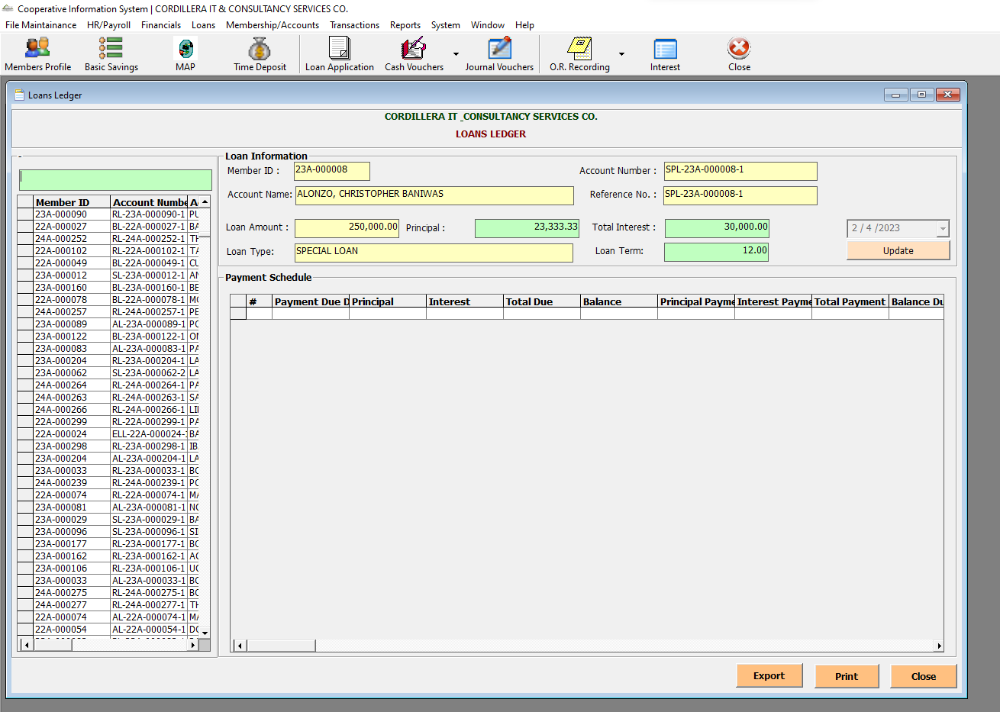 Cooperative Information System | CORDILLERA IT & CONSULTANCY SERVICES CO.
File Maintainance HR/Payroll Financials Loans Membership/Accounts Transactions Reports System Window Help
Members Profile Basic Savings MAP Time Deposit Loan Application Cash Vouchers Journal Vouchers O.R. Recording Interest Close
Loans Ledger
CORDILLERA IT _CONSULTANCY SERVICES CO.
LOANS LEDGER
-
Member ID Account Numbe A
23A-000090 RL-23A-000090-1 PU
22A-000027 BL-22A-000027-1 BA
24A-000252 RL-24A-000252-1 TH
22A-000102 RL-22A-000102-1 TA
22A-000049 BL-22A-000049-1 CU
23A-000012 SL-23A-000012-1 AN
23A-000160 BL-23A-000160-1 BE
22A-000078 BL-22A-000078-1 MC
24A-000257 RL-24A-000257-1 PE
23A-000089 AL-23A-000089-1 PC
23A-000122 BL-23A-000122-1 ON
23A-000083 AL-23A-000083-1 PA
23A-000204 RL-23A-000204-1 LA
23A-000062 SL-23A-000062-2 LA
24A-000264 RL-24A-000264-1 PA
24A-000263 RL-24A-000263-1 SA
24A-000266 RL-24A-000266-1 LI
22A-000299 RL-22A-000299-1 PA
22A-000024 ELL-22A-000024- BA
23A-000298 RL-23A-000298-1 IB
23A-000204 AL-23A-000204-1 LA
23A-000033 RL-23A-000033-1 BC
24A-000239 RL-24A-000239-1 PC
22A-000074 RL-22A-000074-1 MA
23A-000081 AL-23A-000081-1 NC
23A-000029 SL-23A-000029-1 BA
23A-000096 SL-23A-000096-1 SI
23A-000177 RL-23A-000177-1 BC
23A-000162 RL-23A-000162-1 AC
23A-000106 RL-23A-000106-1 UC
23A-000033 AL-23A-000033-1 BC
24A-000275 RL-24A-000275-1 BC
24A-000277 RL-24A-000277-1 TH
22A-000074 AL-22A-000074-1 MA
22A-000054 AL-22A-000054-1 DC
Loan Information
Member ID : 23A-000008 Account Number : SPL-23A-000008-1
Account Name: ALONZO, CHRISTOPHER BANIWAS Reference No. : SPL-23A-000008-1
Loan Amount : 250,000.00 Principal : 23,333.33 Total Interest : 30,000.00 2 / 4 /2023
Loan Type: SPECIAL LOAN Loan Term: 12.00 Update
Payment Schedule
# Payment Due D Principal Interest Total Due Balance Principal Payme Interest Payme Total Payment Balance Du
Export Print Close